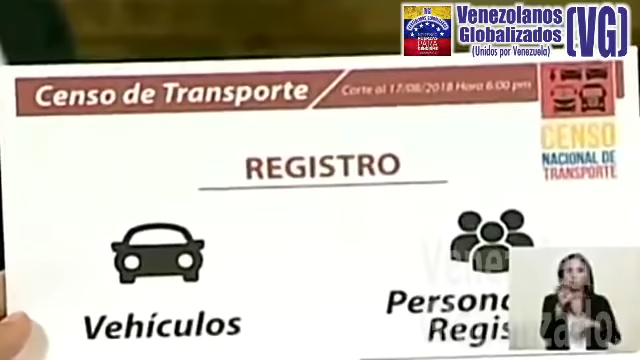 Venezolanos
Globalizados
(Unidos por Venezuela)
(VG)
Censo de Transporte
Corte al 17/08/2018 Hora 6:00 pm
CENSO
NACIONAL DE
TRANSPORTE
REGISTRO
Vehículos